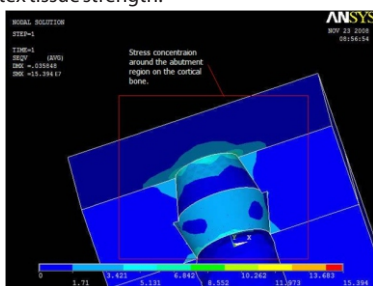 tex tissue strength.
NODAL SOLUTION
STEP=1
TIME=1
SEQV (AVG)
DMX =.035848
SMX =15.394
ANSYS
NOV 23 2008
08:56:54
Stress concentraion
around the abutment
region on the cortical
bone.
Z X
0 3.421 6.842 10.262 13.683
1.71 5.131 8.552 11.973 15.394